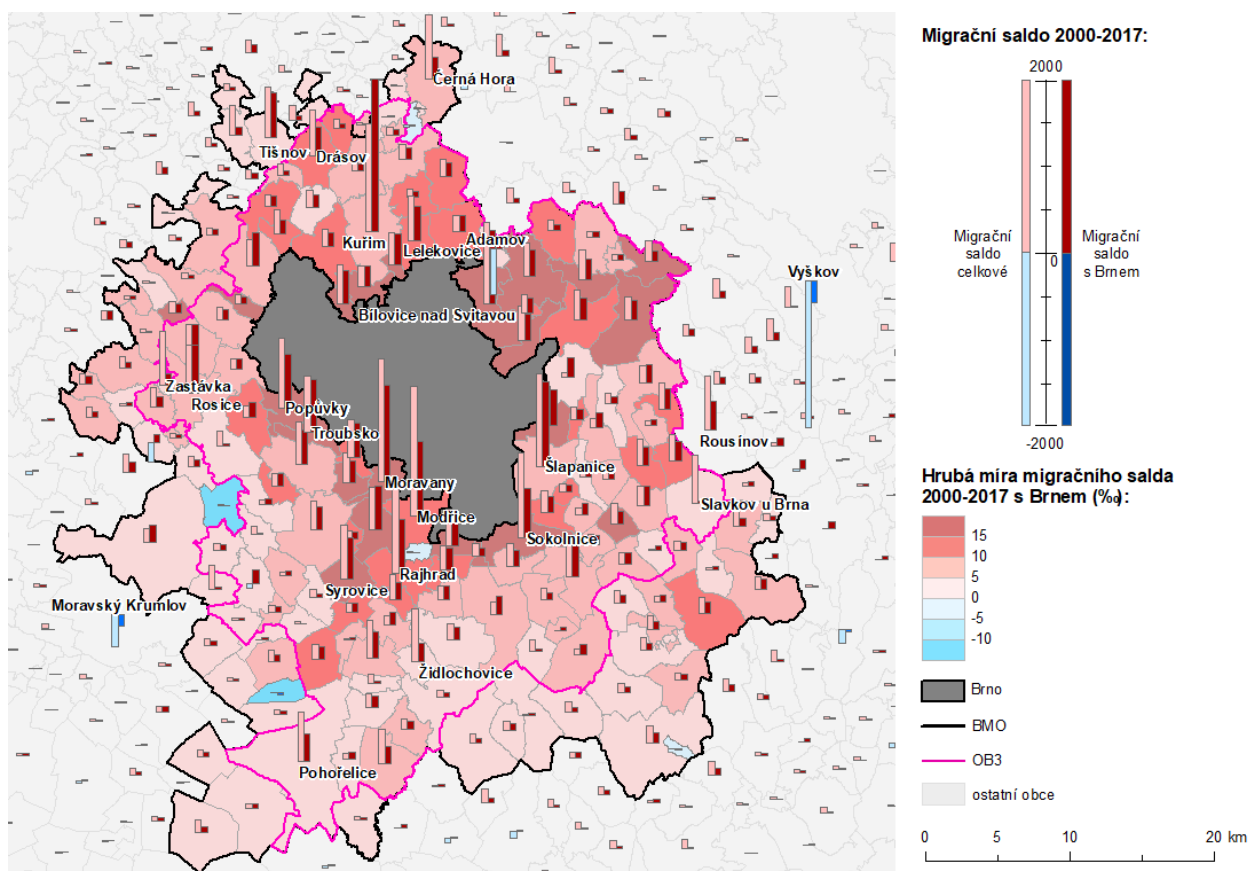 Černá Hora
Tišnov
Drásov
Kuřim
Lelekovice
Adamov
Vyškov
Bílovice nad Svitavou
Zastávka
Rosice
Popůvky
Troubsko
Rousínov
Šlapanice
Moravany
Slavkov u Brna
Modřice
Sokolnice
Rajhrad
Syrovice
Moravský Krumlov
Židlochovice
Pohořelice
Migrační saldo 2000-2017:
2000
Migrační
saldo
celkové
0
Migrační
saldo
s Brnem
-2000
Hrubá míra migračního salda
2000-2017 s Brnem (‰):
15
10
5
0
-5
-10
Brno
BMO
OB3
ostatní obce
0 10 20 km